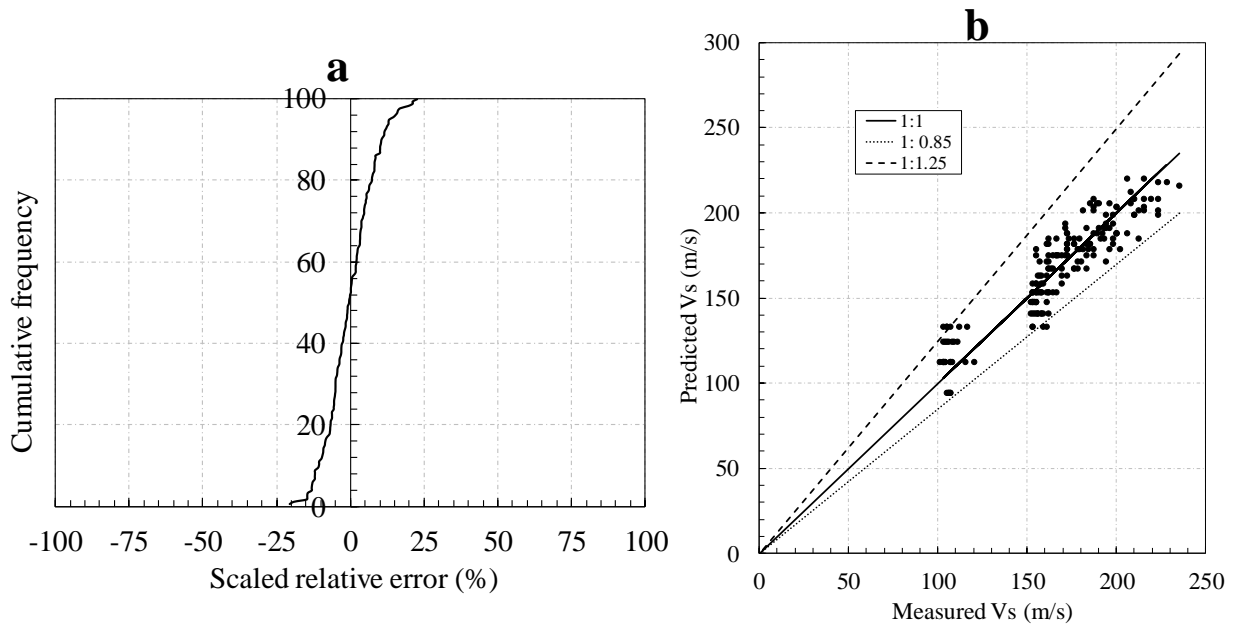 a
100
80
60
40
20
0
Cumulative frequency
-100 -75 -50 -25 0 25 50 75 100
Scaled relative error (%)
b
300
250
200
150
100
50
0
Predicted Vs (m/s)
1:1
1: 0.85
1:1.25
0 50 100 150 200 250
Measured Vs (m/s)